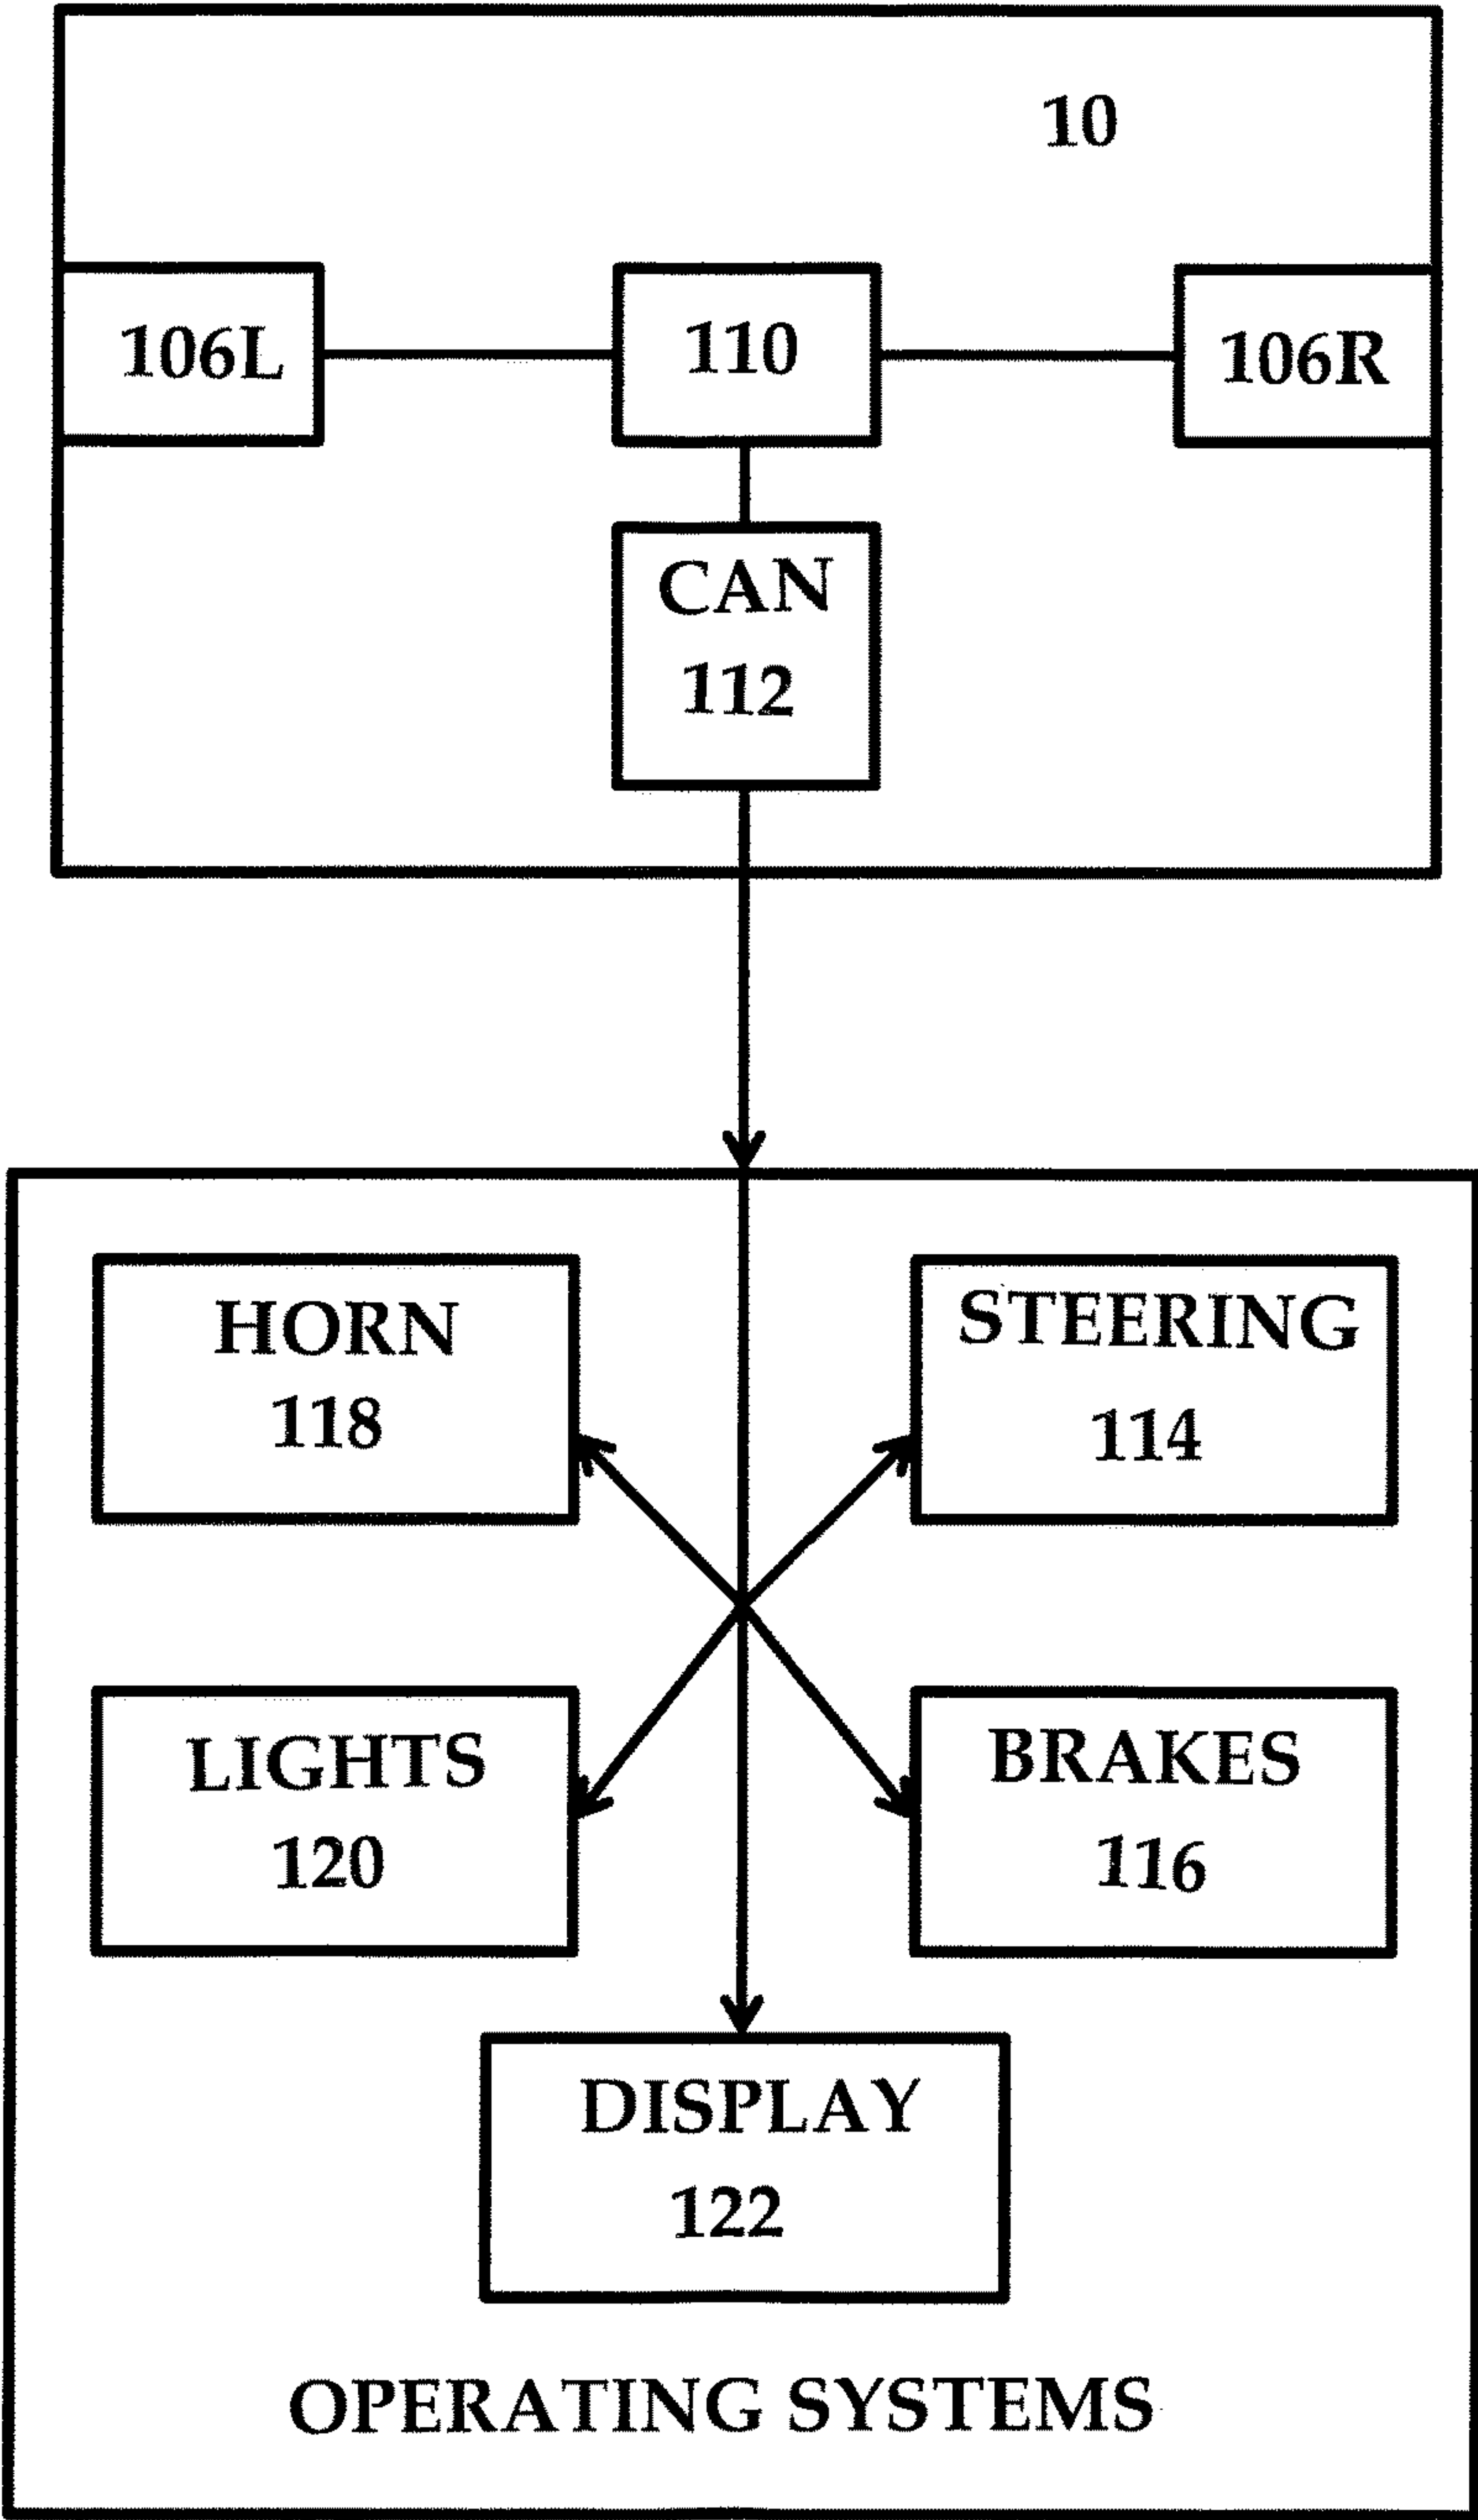 10
106L
110
106R
CAN
112
HORN
118
STEERING
114
LIGHTS
120
BRAKES
116
DISPLAY
122
OPERATING SYSTEMS